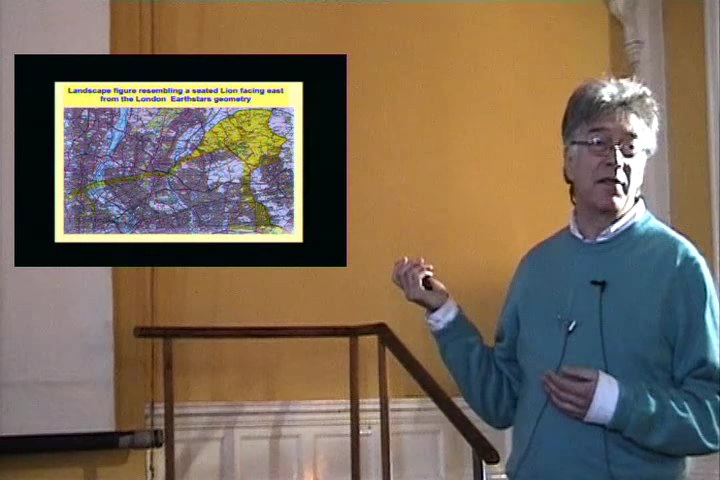 Landscape figure resembling a seated Lion facing east
from the London Earthstars geometry